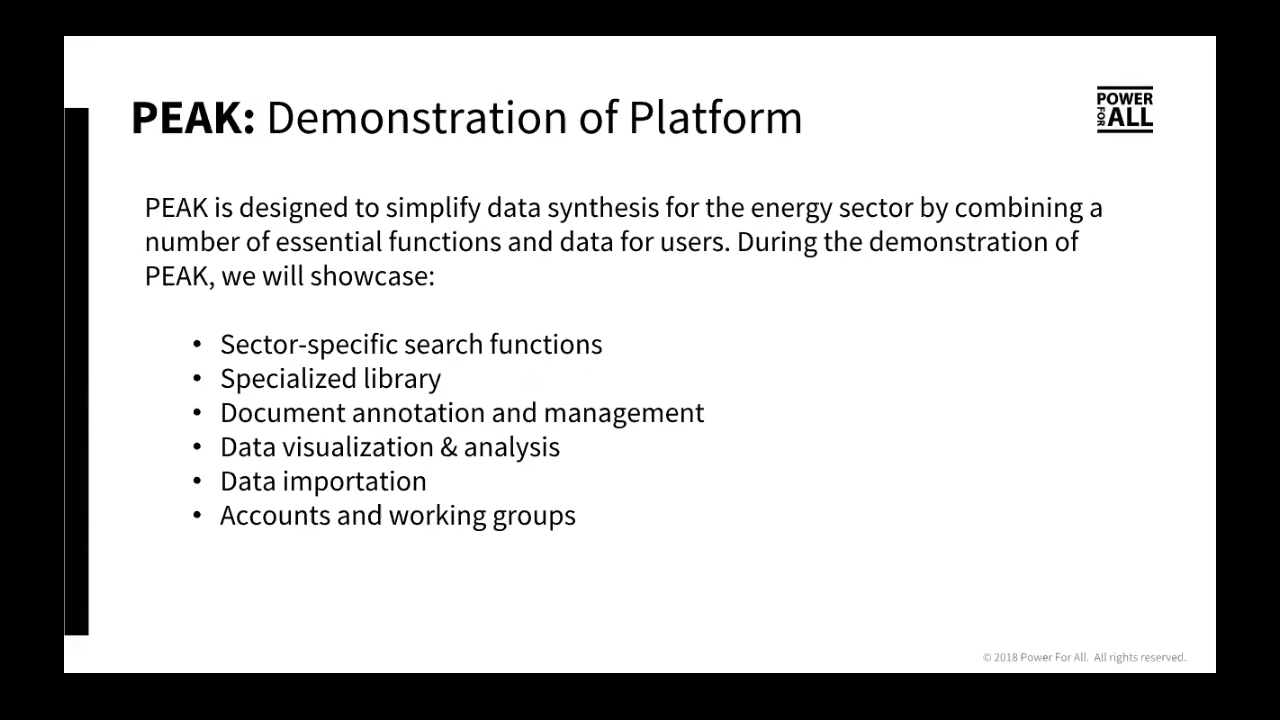 PEAK: Demonstration of Platform
POWER
FOR
ALL
PEAK is designed to simplify data synthesis for the energy sector by combining a
number of essential functions and data for users. During the demonstration of
PEAK, we will showcase:
• Sector-specific search functions
• Specialized library
• Document annotation and management
• Data visualization & analysis
• Data importation
• Accounts and working groups
© 2018 Power For All. All rights reserved.